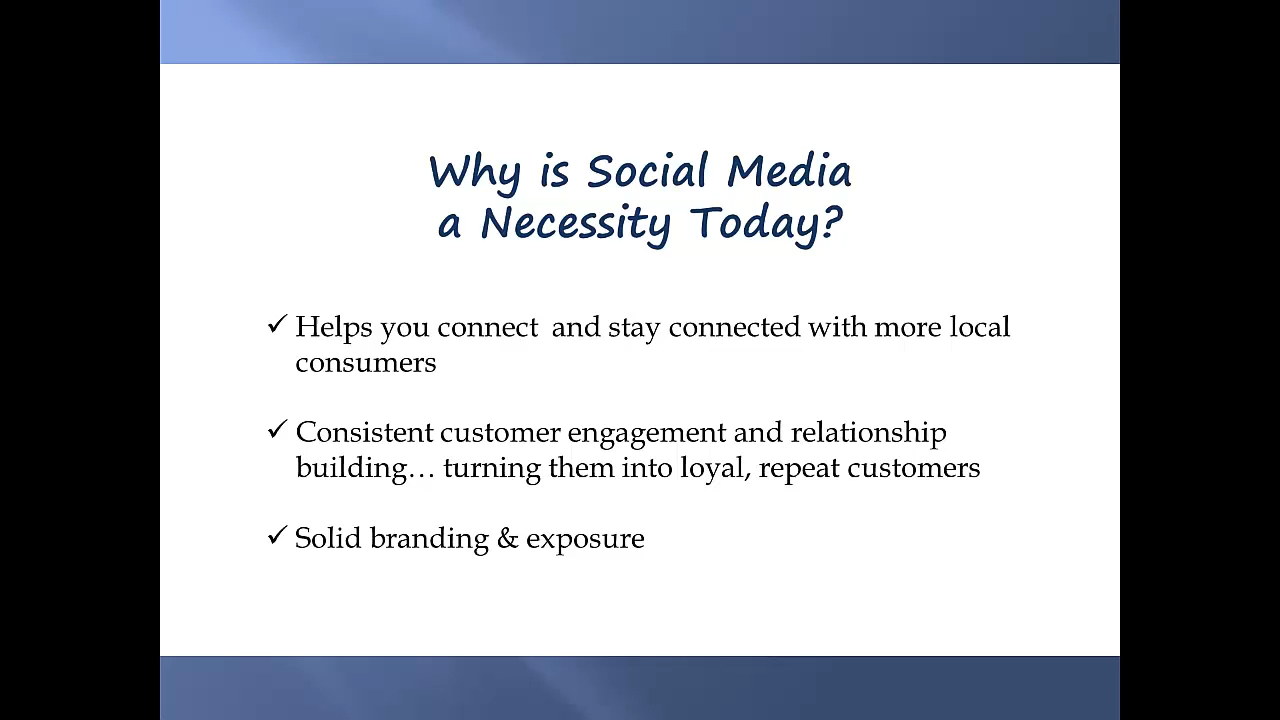 Why is Social Media
a Necessity Today?
✓ Helps you connect  and stay connected with more local
consumers
✓ Consistent customer engagement and relationship
building… turning them into loyal, repeat customers
✓ Solid branding & exposure